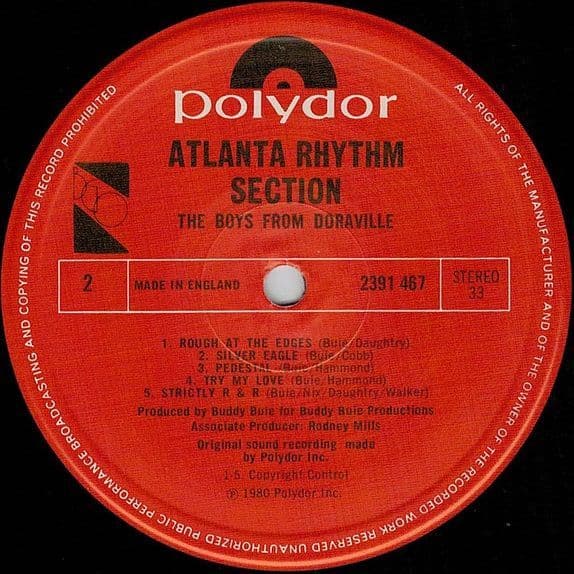 polydor
ATLANTA RHYTHM
SECTION
THE BOYS FROM DORAVILLE
2
MADE IN ENGLAND
2391 467
STEREO
33
1. ROUGH AT THE EDGES (Buie/Daughtry)
2. SILVER EAGLE (Buie/Cobb)
3. PEDESTAL (Buie/Hammond)
4. TRY MY LOVE (Buie/Hammond)
5. STRICTLY R & R (Buie/Nix/Daughtry/Walker)
Produced by Buddy Buie for Buddy Buie Productions
Associate Producer: Rodney Mills
Original sound recording made
by Polydor Inc.
1-5. Copyright Control
℗ 1980 Polydor Inc.
ALL RIGHTS OF THE MANUFACTURER AND OF THE OWNER OF THE RECORDED WORK RESERVED UNAUTHORIZED PUBLIC PERFORMANCE BROADCASTING AND COPYING OF THIS RECORD PROHIBITED